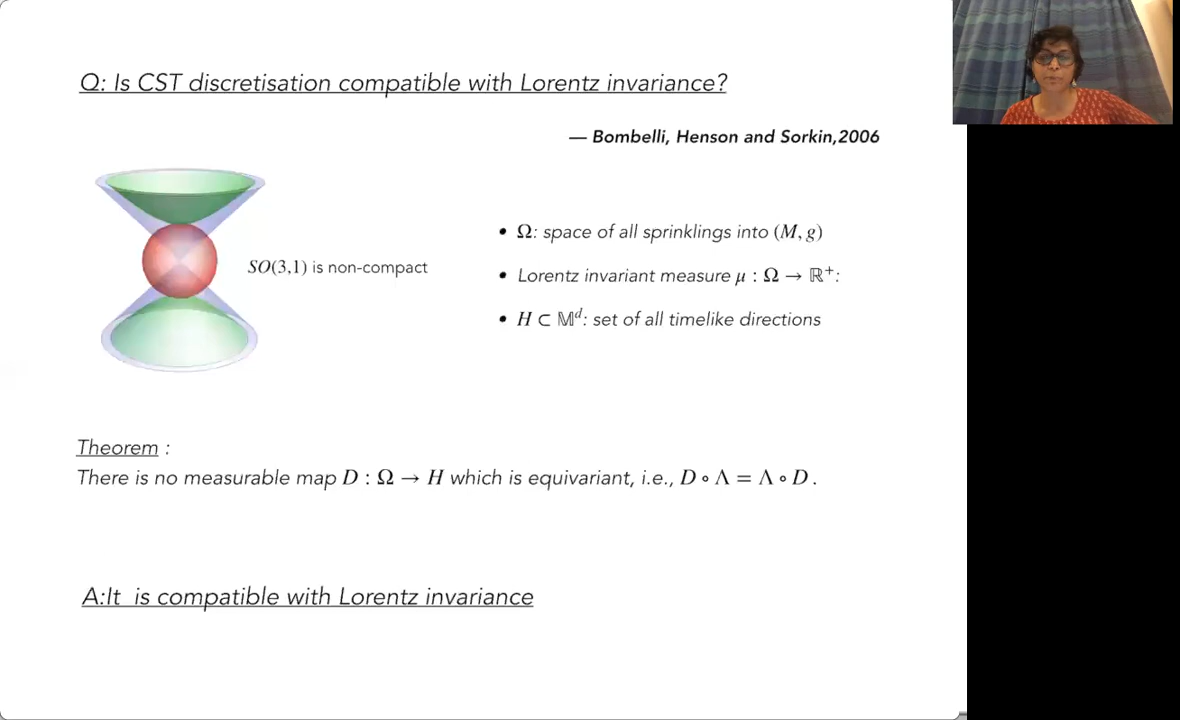 Q: Is CST discretisation compatible with Lorentz invariance?
— Bombelli, Henson and Sorkin,2006
SO(3,1) is non-compact
• Ω: space of all sprinklings into (M, g)
• Lorentz invariant measure μ : Ω → ℝ⁺:
• H ⊂ 𝕄ᵈ: set of all timelike directions
Theorem :
There is no measurable map D : Ω → H which is equivariant, i.e., D ∘ Λ = Λ ∘ D .
A:It is compatible with Lorentz invariance